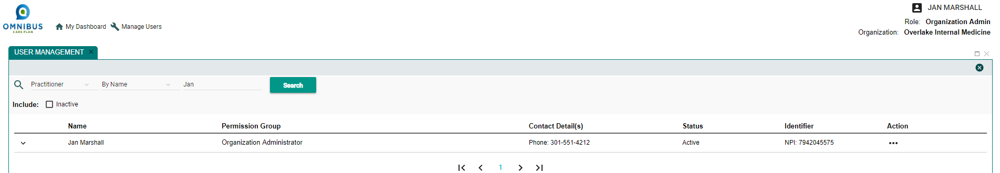 OMNIBUS
CARE PLAN
My Dashboard Manage Users
JAN MARSHALL
Role: Organization Admin
Organization: Overlake Internal Medicine
USER MANAGEMENT
Practitioner By Name Jan Search
Include: Inactive
Name Permission Group Contact Detail(s) Status Identifier Action
Jan Marshall Organization Administrator Phone: 301-551-4212 Active NPI: 7942045575
1